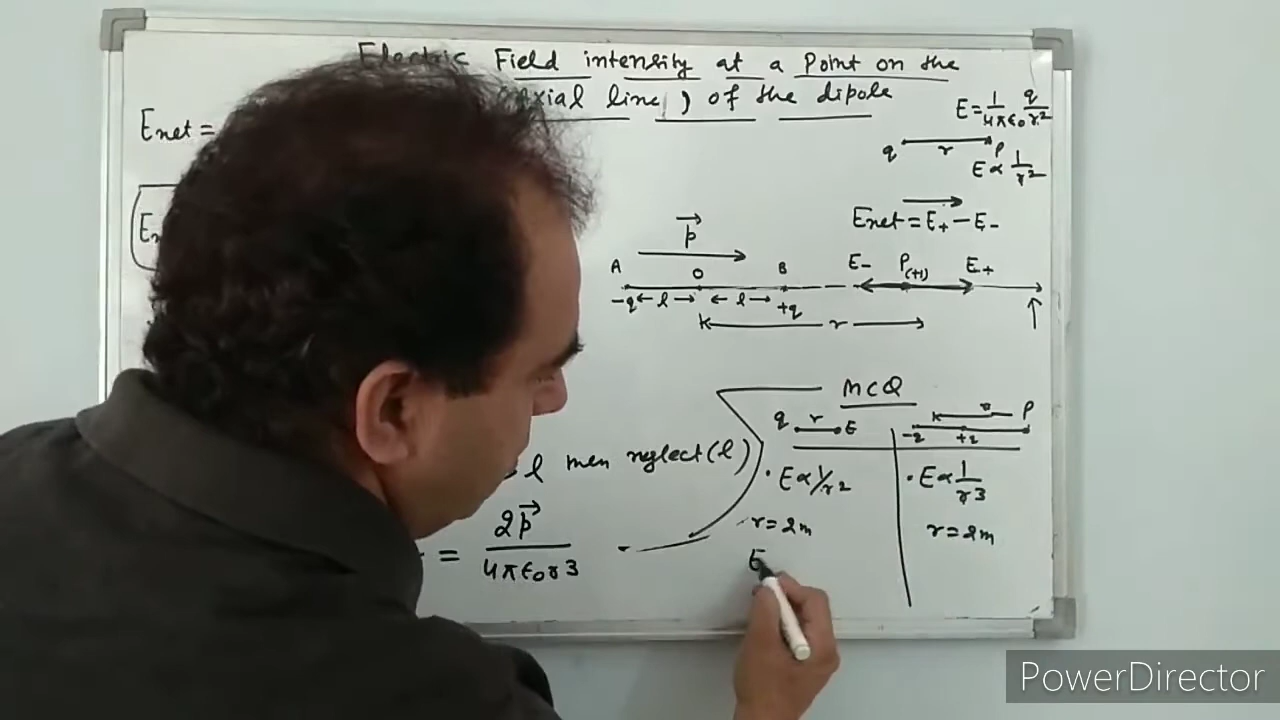 Electric Field intensity at a Point on the
(Axial line) of the dipole
E = 1/4πϵ₀ q/r²
q r P
E ∝ 1/r²
Enet =
Enet = E₊ − E₋
p⃗
A O B E₋ P(+1) E₊
−q l l +q
r
MCQ
q r E
−q +q P
l then neglect (l)
E ∝ 1/r²
E ∝ 1/r³
r = 2m
r = 2m
= 2p⃗/4πϵ₀r³
E
PowerDirector